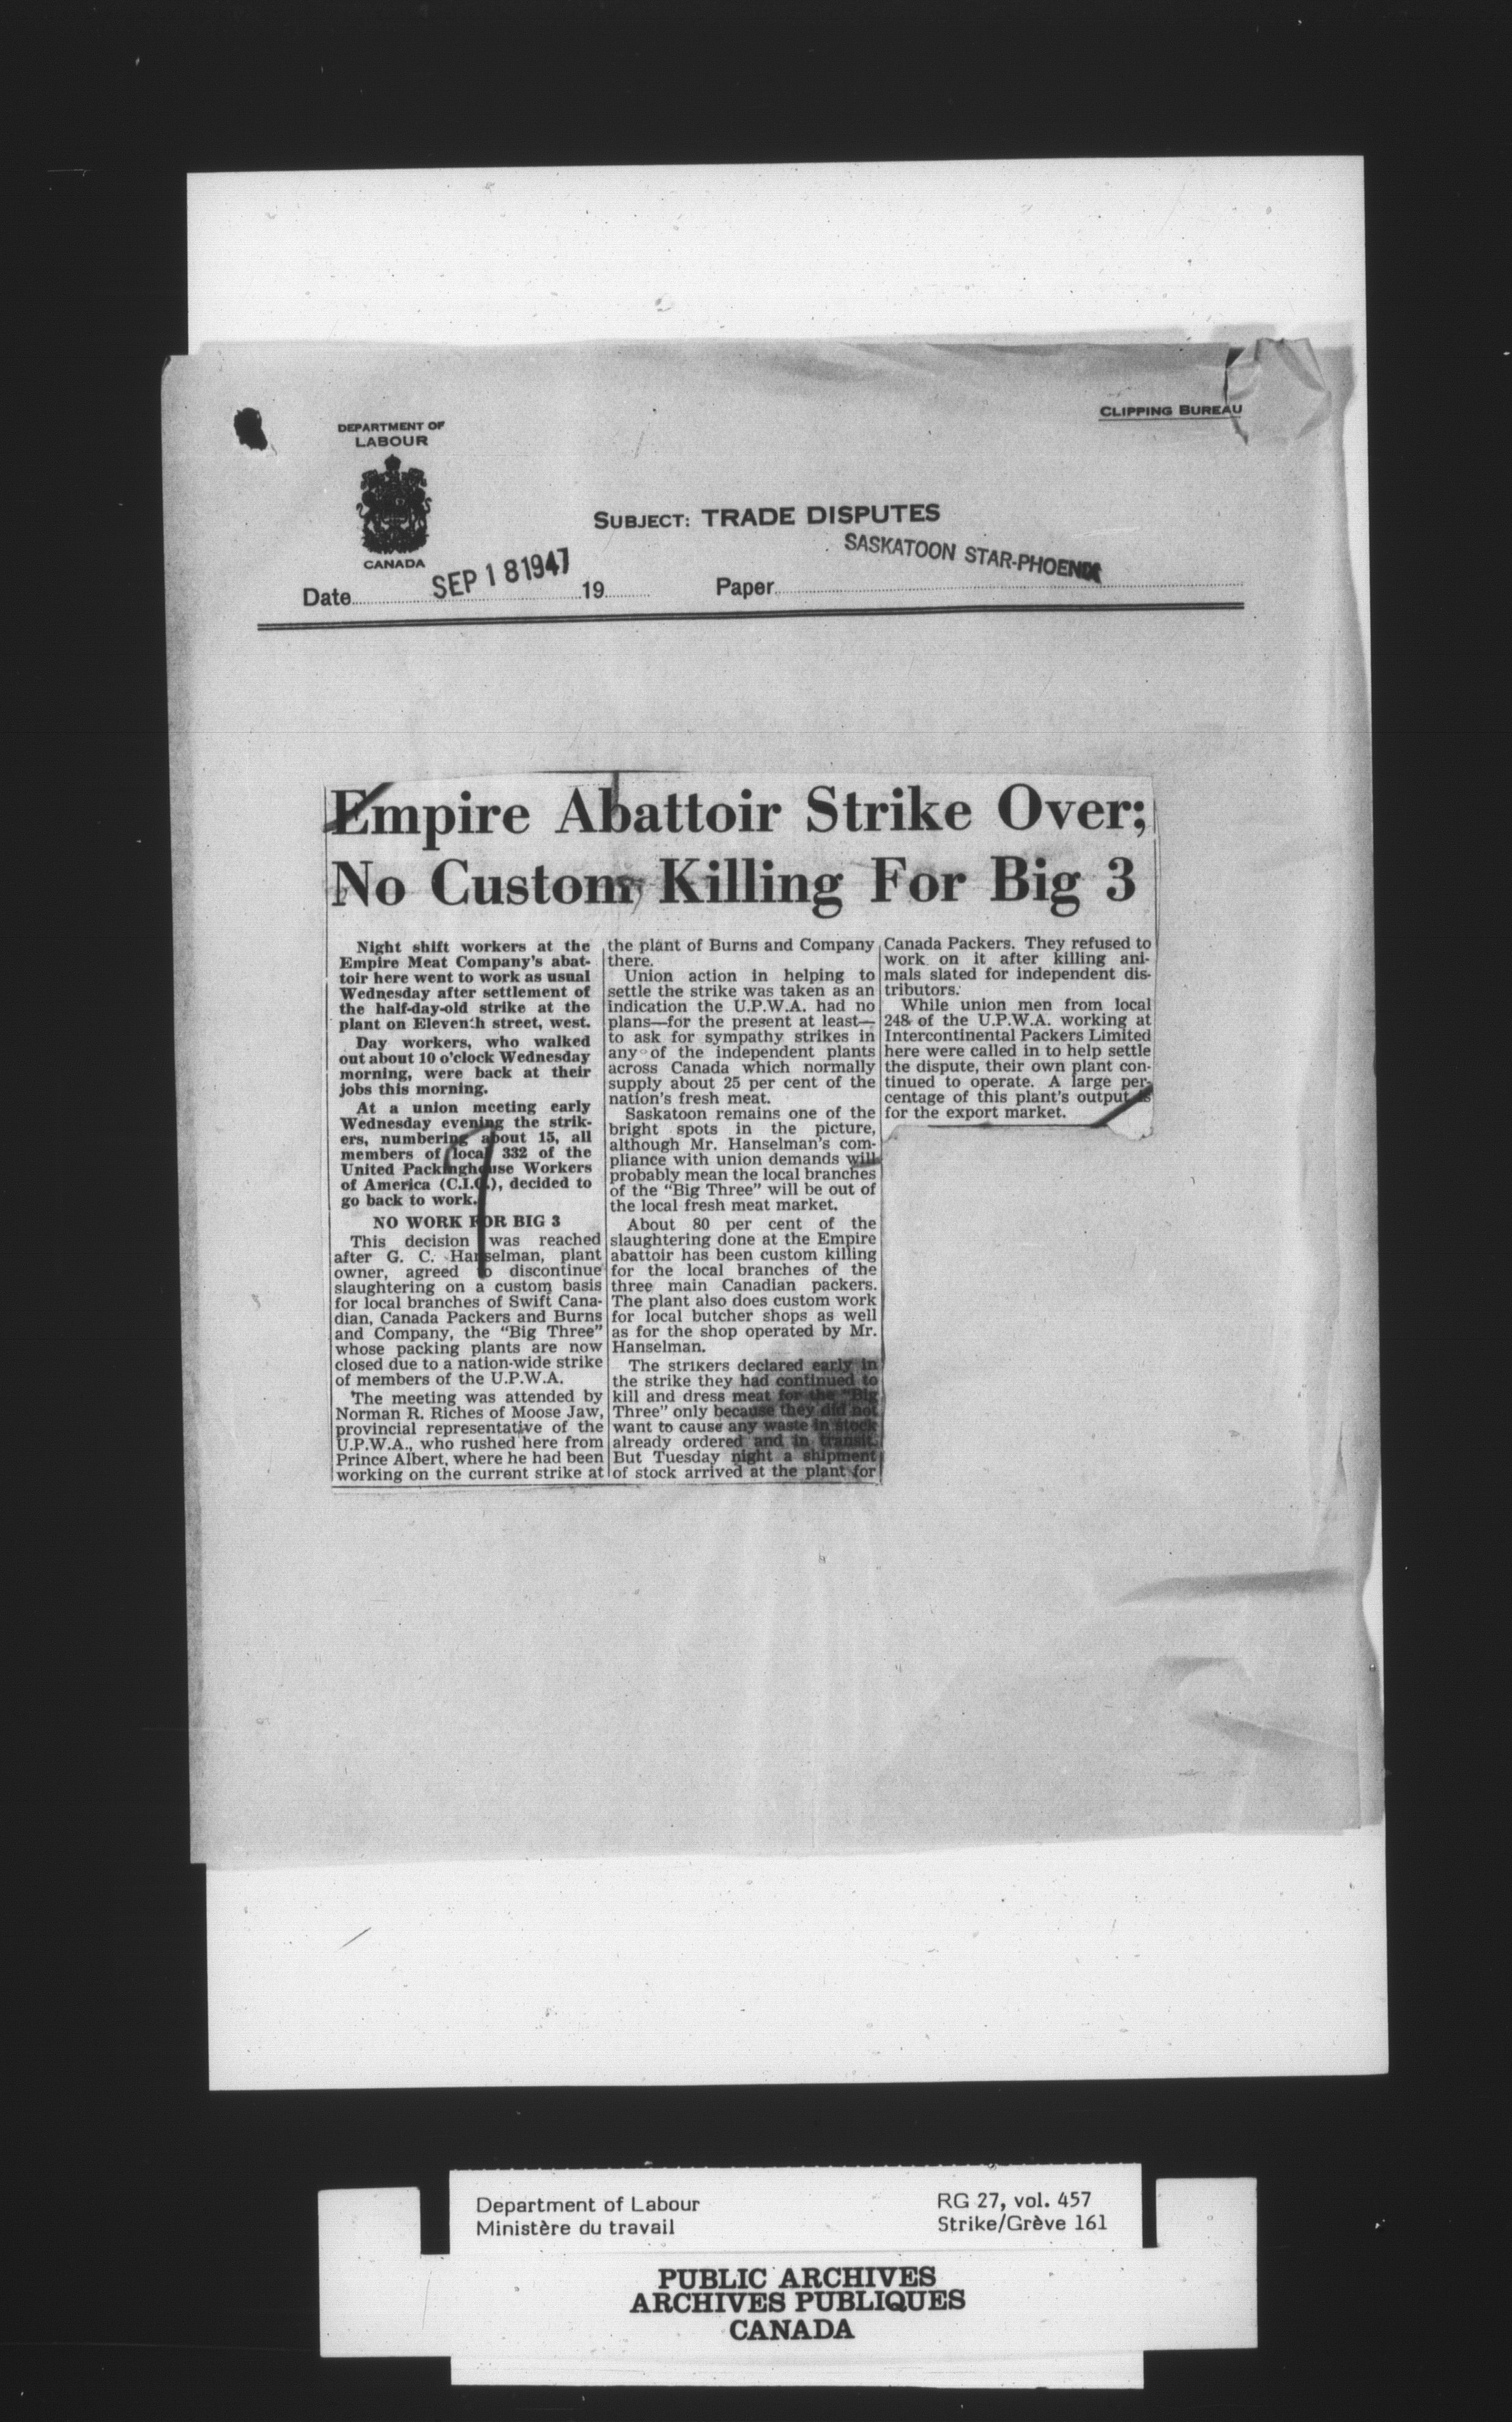 CLIPPING BUREAU
DEPARTMENT OF
LABOUR
CANADA
SUBJECT: TRADE DISPUTES
SASKATOON STAR-PHOENIX
Date SEP 18 1947 19
Paper
Empire Abattoir Strike Over;
No Custom Killing For Big 3
Night shift workers at the
Empire Meat Company's abat-
toir here went to work as usual
Wednesday after settlement of
the half-day-old strike at the
plant on Eleventh street, west.
Day workers, who walked
out about 10 o'clock Wednesday
morning, were back at their
jobs this morning.
At a union meeting early
Wednesday evening the strik-
ers, numbering about 15, all
members of local 332 of the
United Packinghouse Workers
of America (C.I.O.), decided to
go back to work.
NO WORK FOR BIG 3
This decision was reached
after G. C. Hanselman, plant
owner, agreed to discontinue
slaughtering on a custom basis
for local branches of Swift Cana-
dian, Canada Packers and Burns
and Company, the "Big Three"
whose packing plants are now
closed due to a nation-wide strike
of members of the U.P.W.A.
The meeting was attended by
Norman R. Riches of Moose Jaw,
provincial representative of the
U.P.W.A., who rushed here from
Prince Albert, where he had been
working on the current strike at
the plant of Burns and Company
there.
Union action in helping to
settle the strike was taken as an
indication the U.P.W.A. had no
plans—for the present at least—
to ask for sympathy strikes in
any of the independent plants
across Canada which normally
supply about 25 per cent of the
nation's fresh meat.
Saskatoon remains one of the
bright spots in the picture,
although Mr. Hanselman's com-
pliance with union demands will
probably mean the local branches
of the "Big Three" will be out of
the local fresh meat market.
About 80 per cent of the
slaughtering done at the Empire
abattoir has been custom killing
for the local branches of the
three main Canadian packers.
The plant also does custom work
for local butcher shops as well
as for the shop operated by Mr.
Hanselman.
The strikers declared early in
the strike they had continued to
kill and dress meat for the "Big
Three" only because they did not
want to cause any waste in stock
already ordered and in transit.
But Tuesday night a shipment
of stock arrived at the plant for
Canada Packers. They refused to
work on it after killing ani-
mals slated for independent dis-
tributors.
While union men from local
248 of the U.P.W.A. working at
Intercontinental Packers Limited
here were called in to help settle
the dispute, their own plant con-
tinued to operate. A large per-
centage of this plant's output is
for the export market.
Department of Labour
Ministère du travail
RG 27, vol. 457
Strike/Grève 161
PUBLIC ARCHIVES
ARCHIVES PUBLIQUES
CANADA